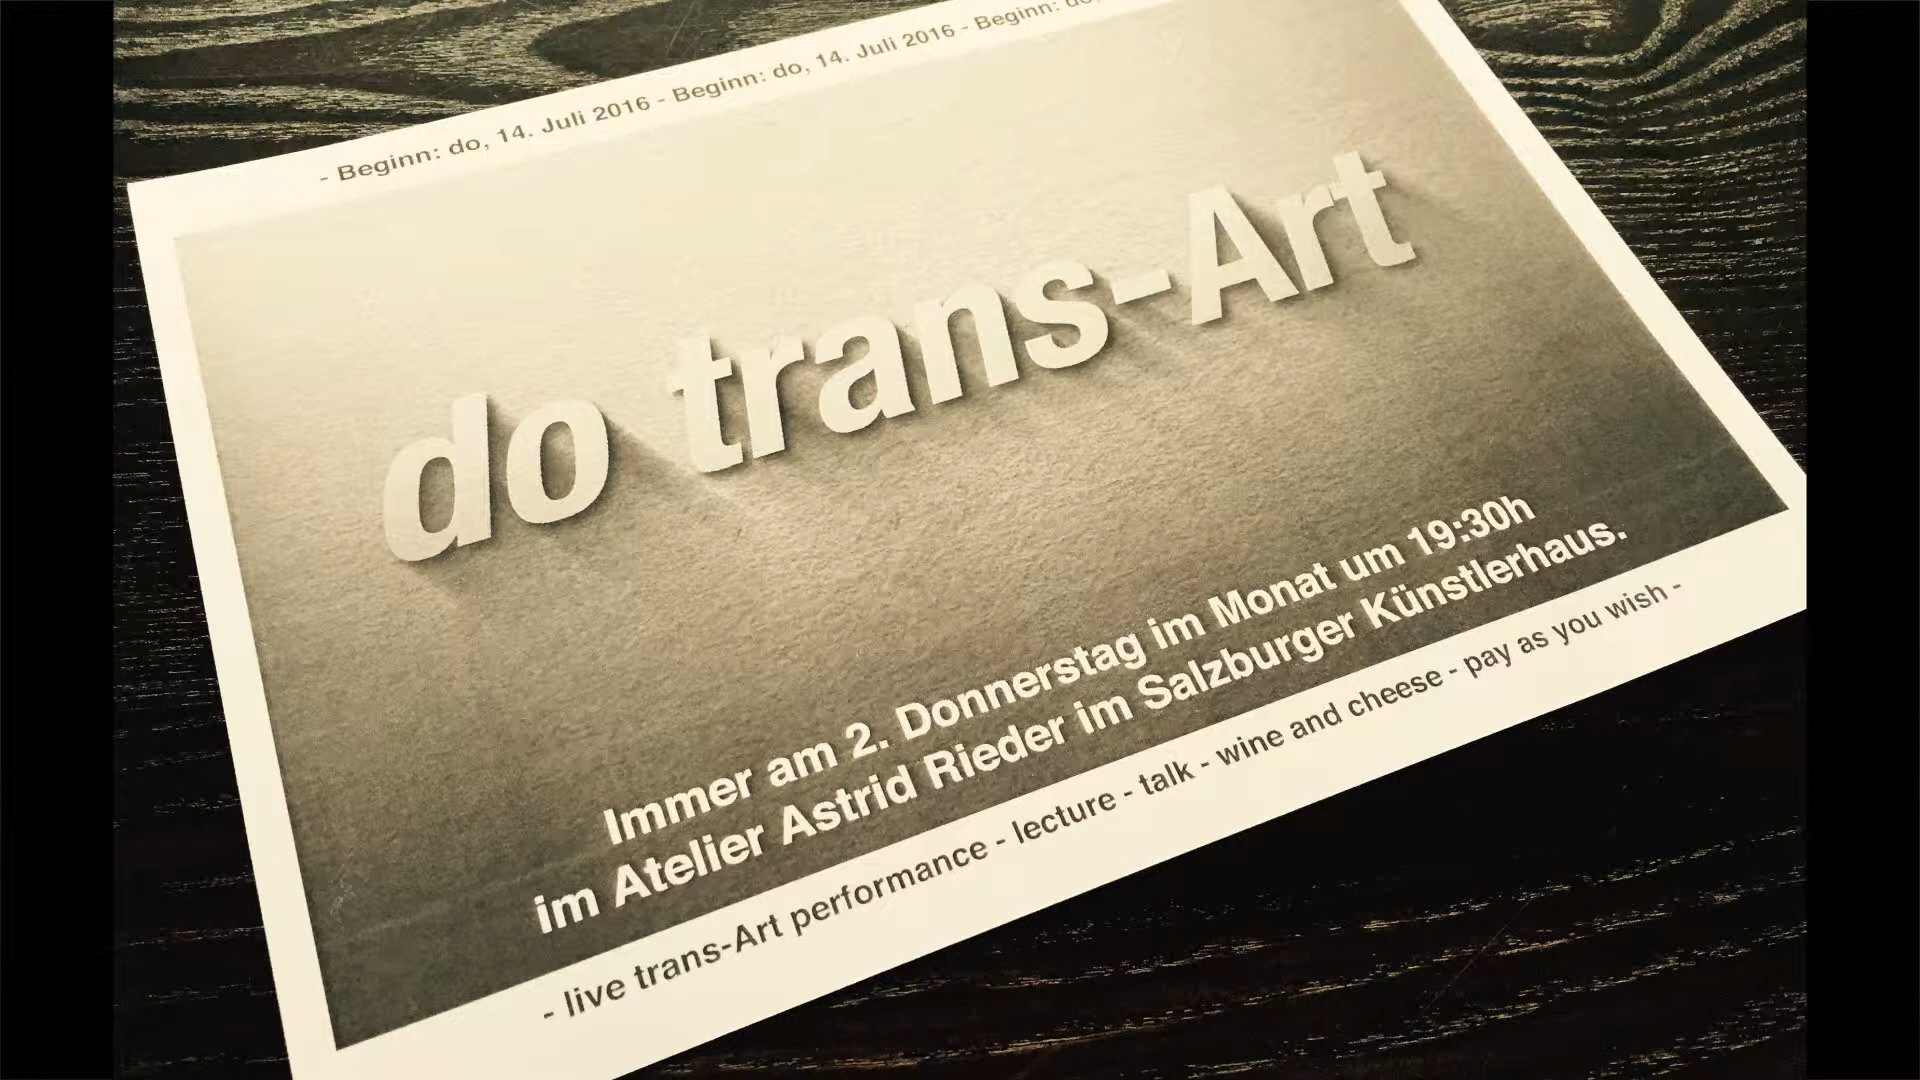 - Beginn: do, 14. Juli 2016 - Beginn: do, 14. Juli 2016 - Beginn: do,
do trans-Art
Immer am 2. Donnerstag im Monat um 19:30h
im Atelier Astrid Rieder im Salzburger Künstlerhaus.
- live trans-Art performance - lecture - talk - wine and cheese - pay as you wish -